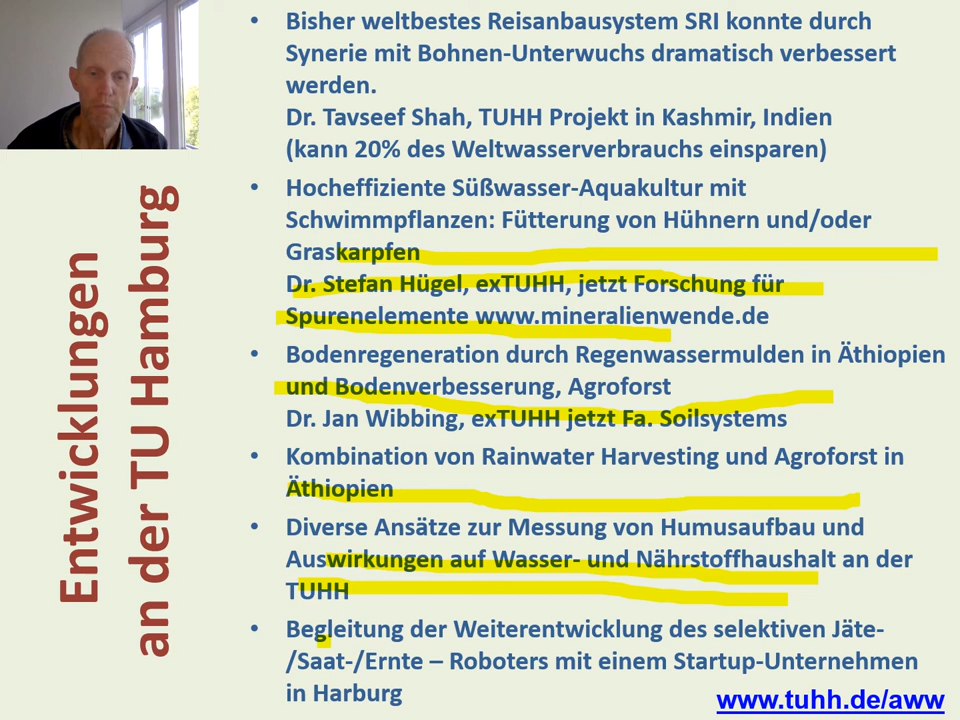 Entwicklungen
an der TU Hamburg
• Bisher weltbestes Reisanbausystem SRI konnte durch
Synerie mit Bohnen-Unterwuchs dramatisch verbessert
werden.
Dr. Tavseef Shah, TUHH Projekt in Kashmir, Indien
(kann 20% des Weltwasserverbrauchs einsparen)
• Hocheffiziente Süßwasser-Aquakultur mit
Schwimmpflanzen: Fütterung von Hühnern und/oder
Graskarpfen
Dr. Stefan Hügel, exTUHH, jetzt Forschung für
Spurenelemente www.mineralienwende.de
• Bodenregeneration durch Regenwassermulden in Äthiopien
und Bodenverbesserung, Agroforst
Dr. Jan Wibbing, exTUHH jetzt Fa. Soilsystems
• Kombination von Rainwater Harvesting und Agroforst in
Äthiopien
• Diverse Ansätze zur Messung von Humusaufbau und
Auswirkungen auf Wasser- und Nährstoffhaushalt an der
TUHH
• Begleitung der Weiterentwicklung des selektiven Jäte-
/Saat-/Ernte – Roboters mit einem Startup-Unternehmen
in Harburg
www.tuhh.de/aww